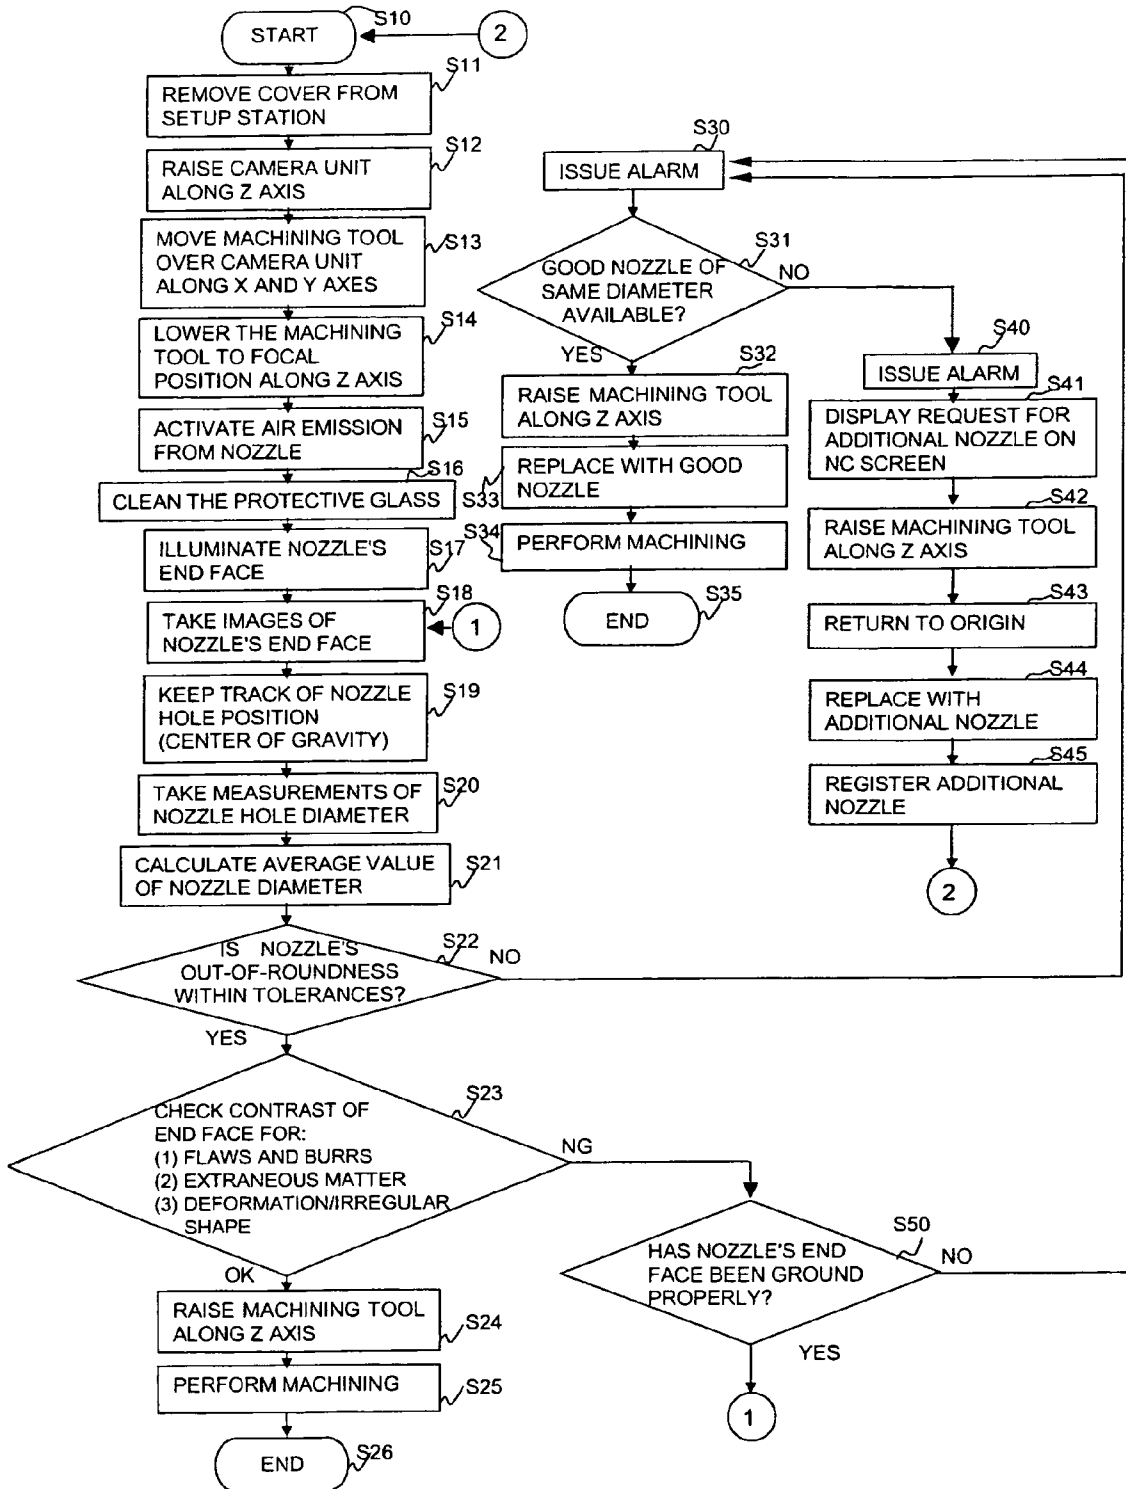 S10
START
2
S11
REMOVE COVER FROM
SETUP STATION
S12
RAISE CAMERA UNIT
ALONG Z AXIS
S13
MOVE MACHINING TOOL
OVER CAMERA UNIT
ALONG X AND Y AXES
S14
LOWER THE MACHINING
TOOL TO FOCAL
POSITION ALONG Z AXIS
S15
ACTIVATE AIR EMISSION
FROM NOZZLE
S16
CLEAN THE PROTECTIVE GLASS
S17
ILLUMINATE NOZZLE'S
END FACE
S18
TAKE IMAGES OF
NOZZLE'S END FACE
1
S19
KEEP TRACK OF NOZZLE
HOLE POSITION
(CENTER OF GRAVITY)
S20
TAKE MEASUREMENTS OF
NOZZLE HOLE DIAMETER
S21
CALCULATE AVERAGE VALUE
OF NOZZLE DIAMETER
S22
IS NOZZLE'S
OUT-OF-ROUNDNESS
WITHIN TOLERANCES?
NO
YES
S23
CHECK CONTRAST OF
END FACE FOR:
(1) FLAWS AND BURRS
(2) EXTRANEOUS MATTER
(3) DEFORMATION/IRREGULAR
SHAPE
NG
OK
S24
RAISE MACHINING TOOL
ALONG Z AXIS
S25
PERFORM MACHINING
S26
END
S30
ISSUE ALARM
S31
GOOD NOZZLE OF
SAME DIAMETER
AVAILABLE?
NO
YES
S32
RAISE MACHINING TOOL
ALONG Z AXIS
S33
REPLACE WITH GOOD
NOZZLE
S34
PERFORM MACHINING
S35
END
S40
ISSUE ALARM
S41
DISPLAY REQUEST FOR
ADDITIONAL NOZZLE ON
NC SCREEN
S42
RAISE MACHINING TOOL
ALONG Z AXIS
S43
RETURN TO ORIGIN
S44
REPLACE WITH
ADDITIONAL NOZZLE
S45
REGISTER ADDITIONAL
NOZZLE
2
S50
HAS NOZZLE'S END
FACE BEEN GROUND
PROPERLY?
NO
YES
1